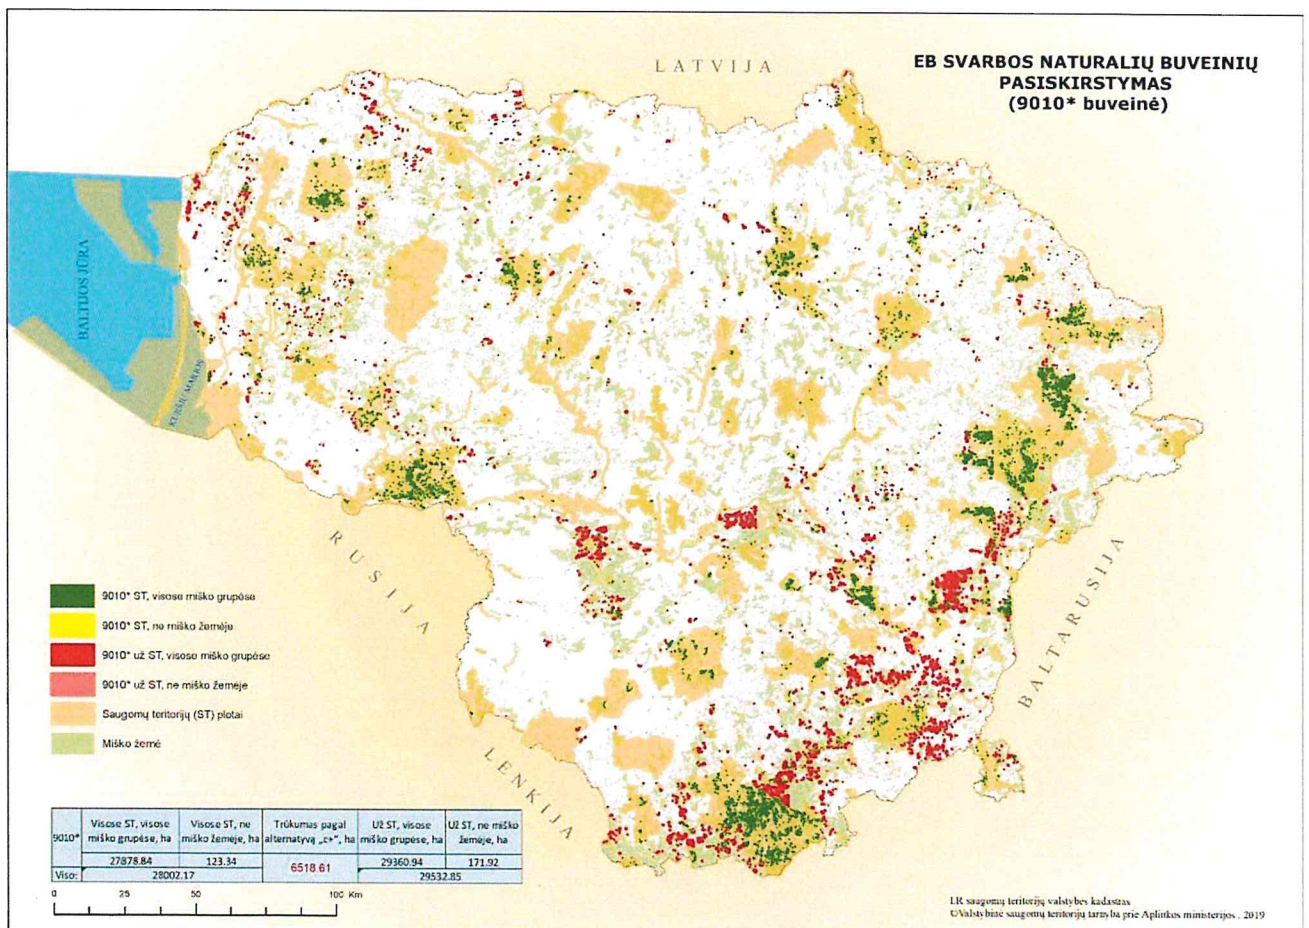 EB SVARBOS NATURALIŲ BUVEINIŲ
PASISKIRSTYMAS
(9010* buveinė)
LATVIJA
BALTIJOS JŪRA
KURŠIŲ MARIOS
RUSIJA
LENKIJA
BALTARUSIJA
9010* ST, visose miško grupėse
9010* ST, ne miško žemėje
9010* už ST, visose miško grupėse
9010* už ST, ne miško žemėje
Saugomų teritorijų (ST) plotai
Miško žemė
9010*
Visose ST, visose miško grupėse, ha
Visose ST, ne miško žemėje, ha
Trūkumas pagal alternatyvą „c+“, ha
Už ST, visose miško grupėse, ha
Už ST, ne miško žemėje, ha
27878.84 123.34 6518.61 29360.94 171.92
Viso: 28002.17 29532.85
0 25 50 100 Km
LR saugomų teritorijų valstybės kadastras
©Valstybinė saugomų teritorijų tarnyba prie Aplinkos ministerijos, 2019